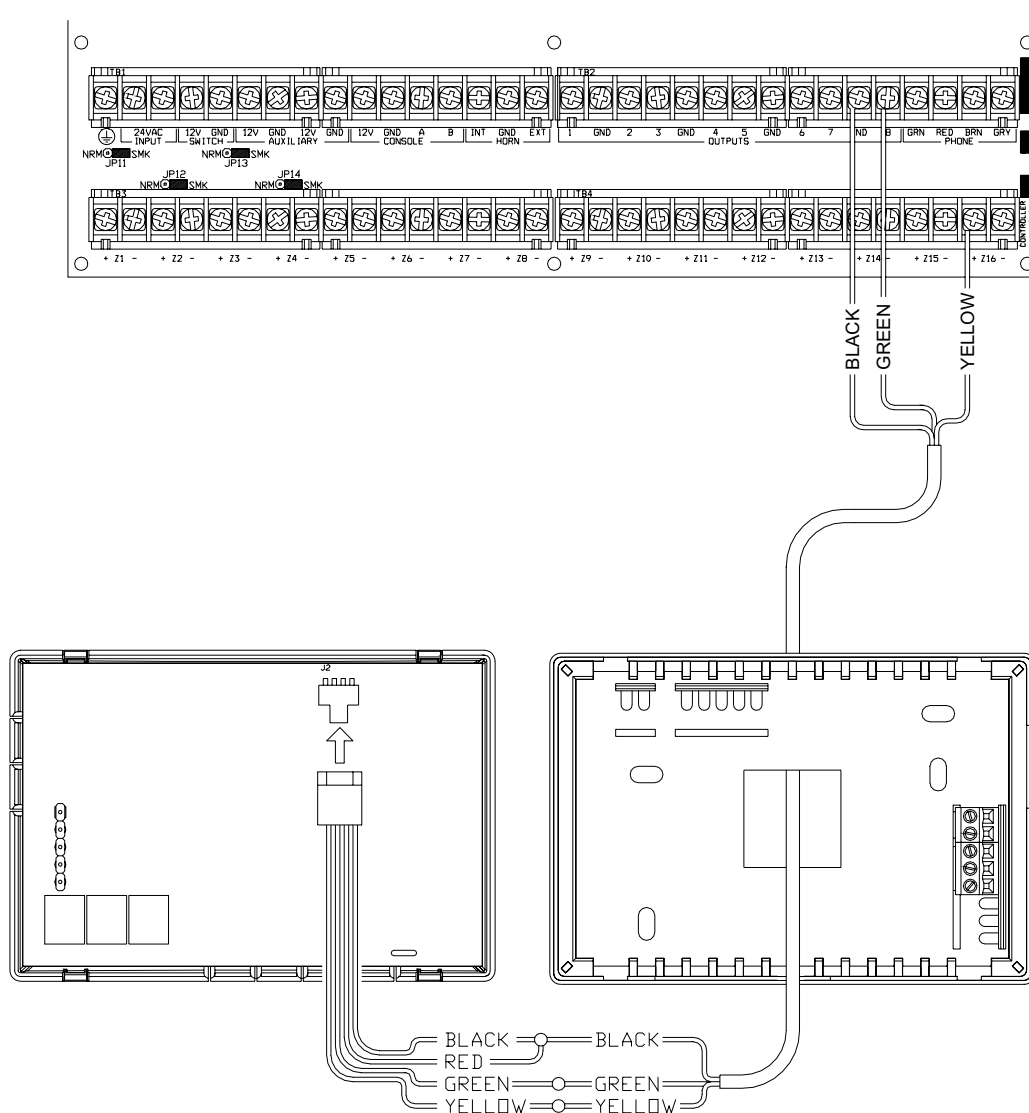 TB1 TB2
24VAC 12V GND 12V GND 12V GND 12V GND A B INT GND EXT 1 GND 2 3 GND 4 5 GND 6 7 ND 8 GRN RED BRN GRY
INPUT SWITCH AUXILIARY CONSOLE HORN OUTPUTS PHONE
NRM SMK NRM SMK
JP11 JP13
JP12 JP14
NRM SMK NRM SMK
TB3 TB4
CONTROLLER
+ Z1 - + Z2 - + Z3 - + Z4 - + Z5 - + Z6 - + Z7 - + Z8 - + Z9 - + Z10 - + Z11 - + Z12 - + Z13 - + Z14 - + Z15 - + Z16 -
BLACK
GREEN
YELLOW
J2
BLACK BLACK
RED
GREEN GREEN
YELLOW YELLOW